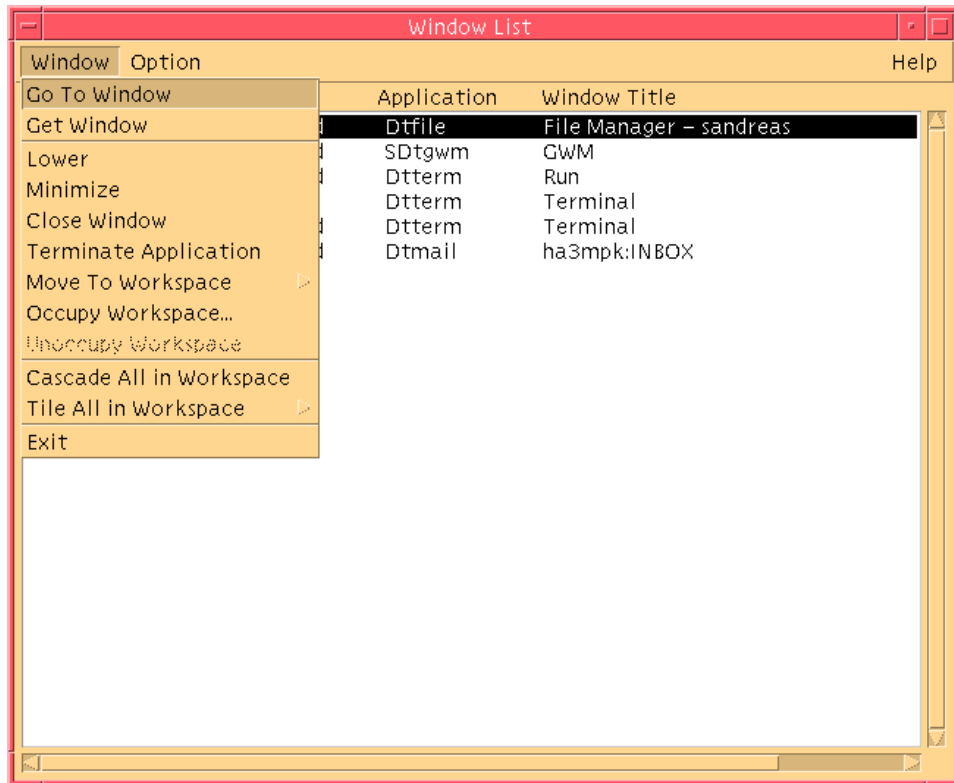 Window List
Window Option Help
Go To Window Application Window Title
Get Window d Dtfile File Manager – sandreas
Lower d SDtgwm GWM
Minimize d Dtterm Run
Close Window Dtterm Terminal
Terminate Application d Dtterm Terminal
Move To Workspace d Dtmail ha3mpk:INBOX
Occupy Workspace...
Unoccupy Workspace
Cascade All in Workspace
Tile All in Workspace
Exit